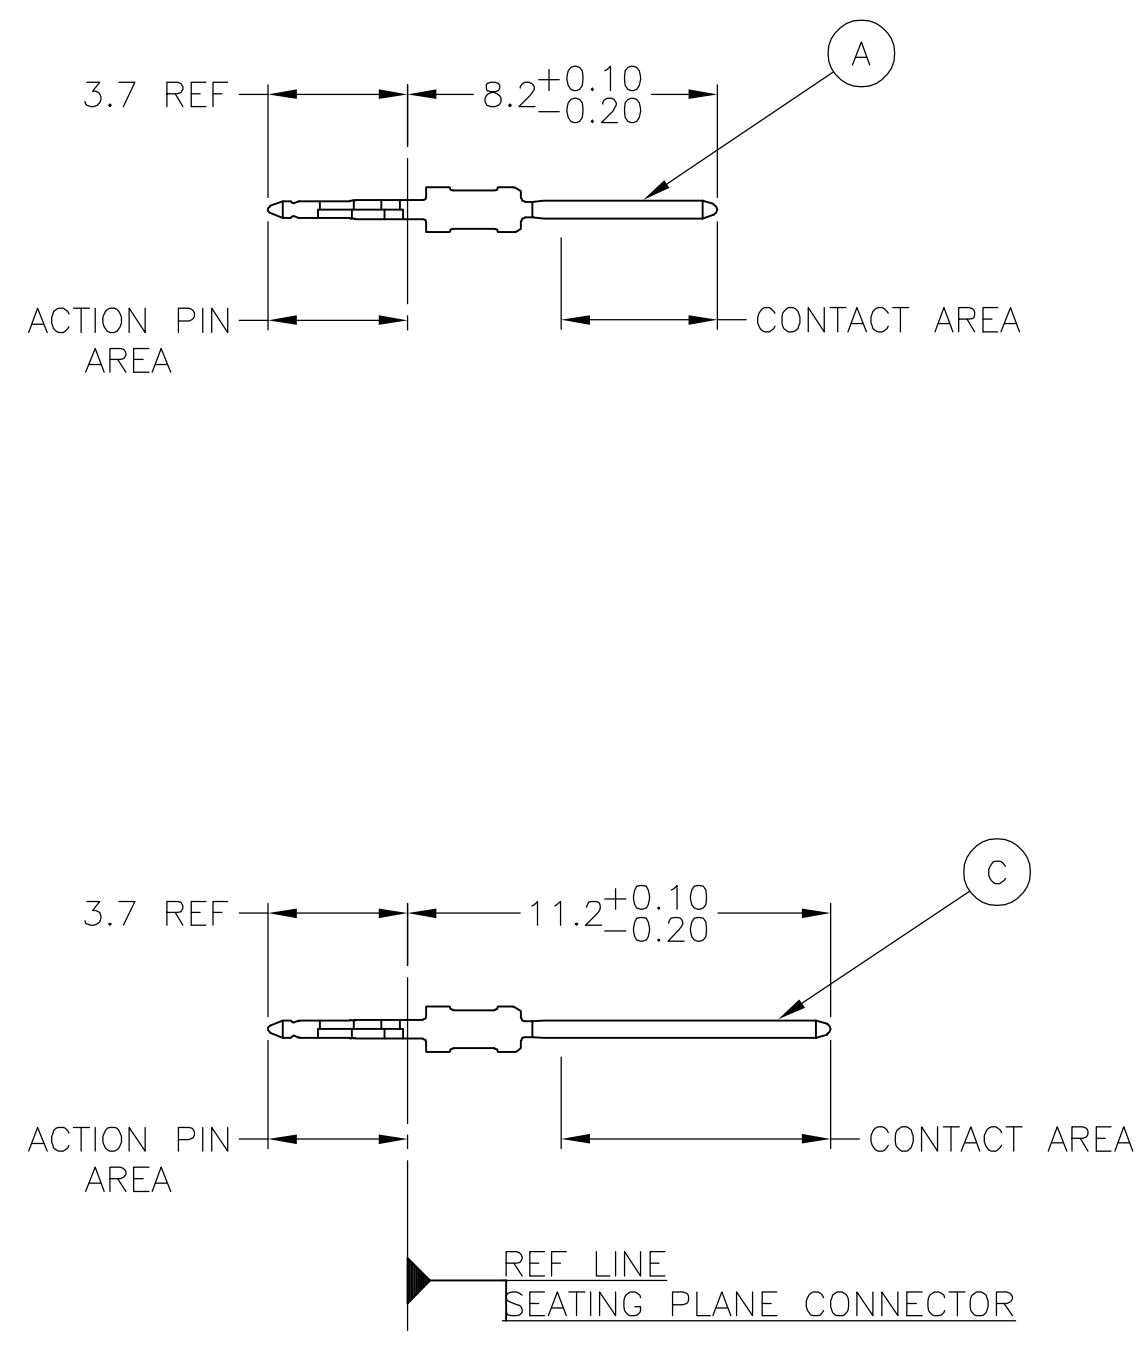 A
3.7 REF
8.2 +0.10
-0.20
ACTION PIN
AREA
CONTACT AREA
C
3.7 REF
11.2 +0.10
-0.20
ACTION PIN
AREA
CONTACT AREA
REF LINE
SEATING PLANE CONNECTOR